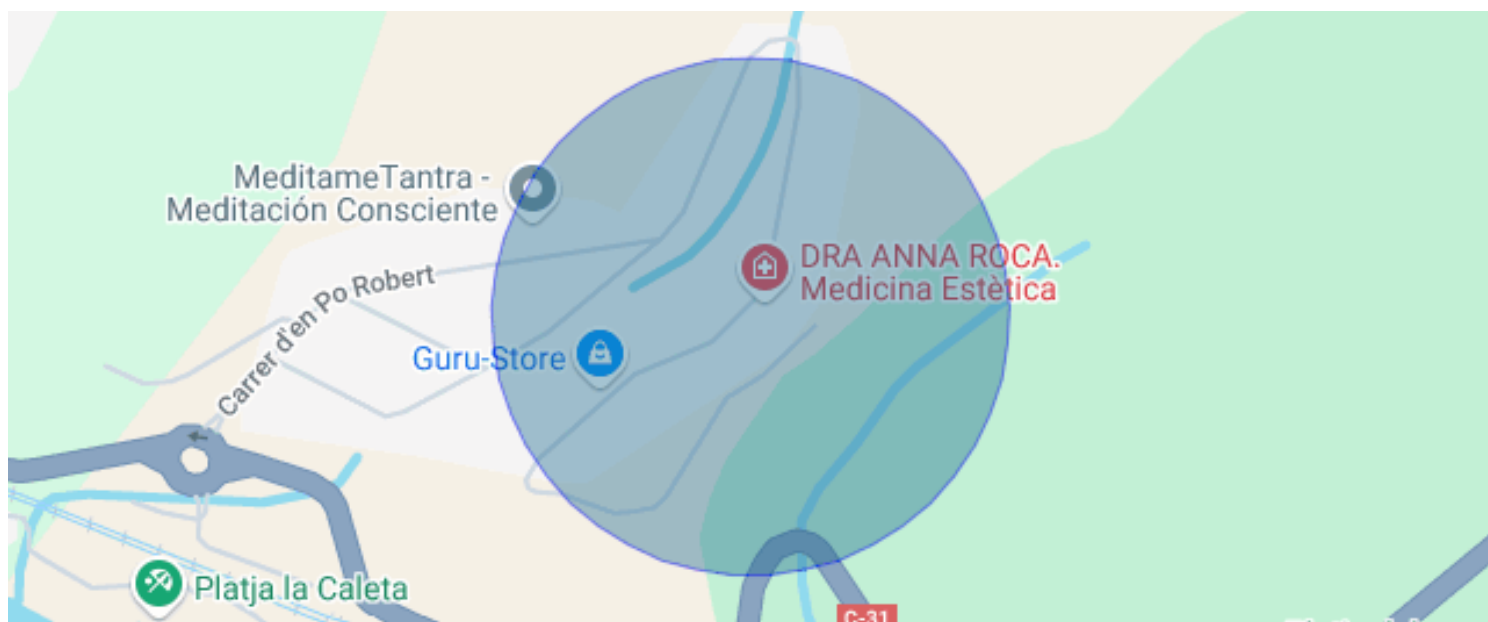 MeditameTantra -
Meditación Consciente
DRA ANNA ROCA.
Medicina Estètica
Carrer d'en Po Robert
Guru-Store
Platja la Caleta
C-31